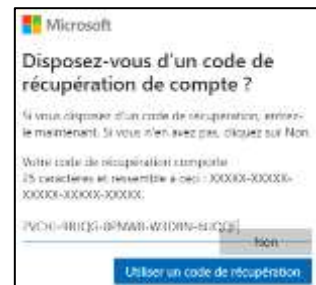 Microsoft
Disposez-vous d'un code de
récupération de compte ?
Si vous disposez d'un code de récupération, entrez-
le maintenant. Si vous n'en avez pas, cliquez sur Non.
Votre code de récupération comporte
25 caractères et ressemble à ceci : XXXXX-XXXXX-
XXXXX-XXXXX-XXXXX.
Non
Utiliser un code de récupération